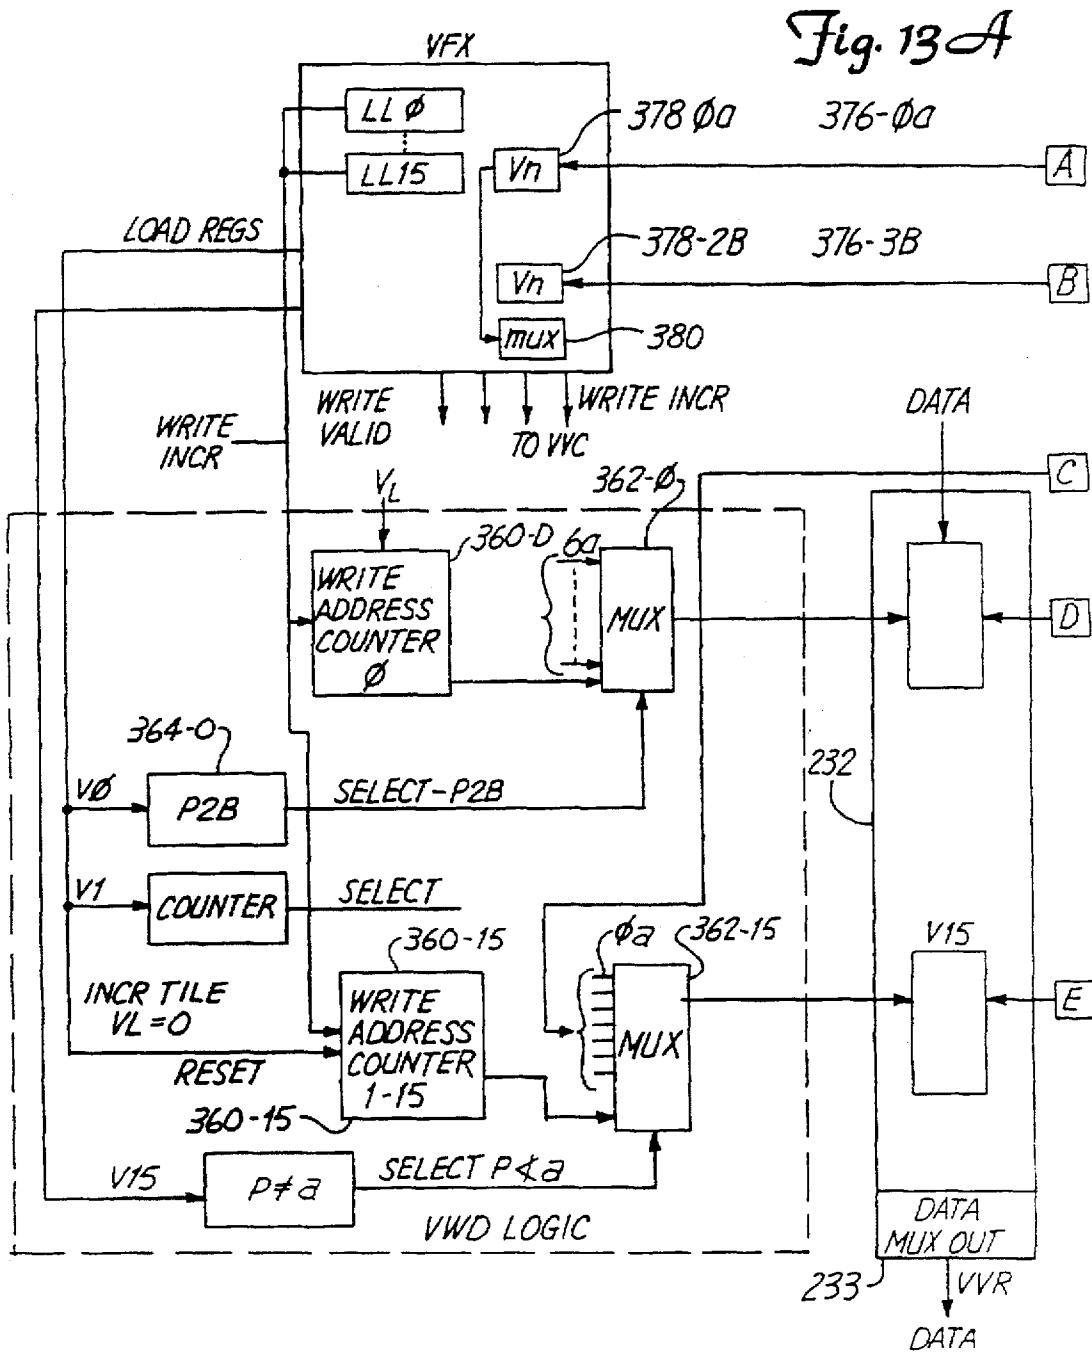 Fig. 13A
VFX
LL Ø
LL15
Vn
378Øa
376-Øa
A
LOAD REGS
Vn
378-2B
376-3B
B
mux
380
WRITE INCR
WRITE VALID
WRITE INCR
TO VVC
DATA
C
VL
362-Ø
360-D
6a
WRITE
ADDRESS
COUNTER
Ø
MUX
D
364-0
VØ
P2B
SELECT-P2B
232
V1
COUNTER
SELECT
360-15
Øa
362-15
V15
INCR TILE
VL=0
RESET
WRITE
ADDRESS
COUNTER
1-15
MUX
E
360-15
V15
P≠a
SELECT P∢a
VWD LOGIC
DATA
MUX OUT
233
VVR
DATA